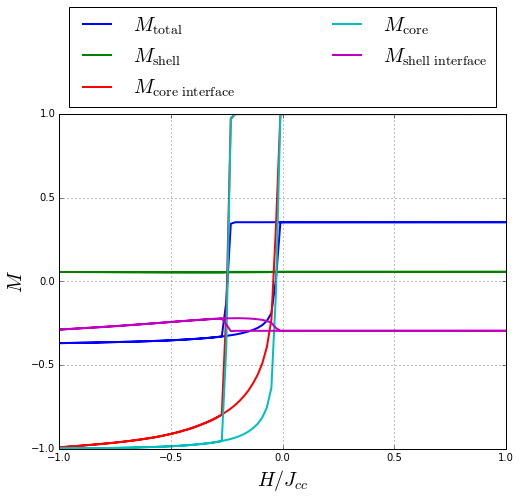 M_total M_core
M_shell M_shell interface
M_core interface
1.0
0.5
0.0
−0.5
−1.0
M
−1.0 −0.5 0.0 0.5 1.0
H/J_cc